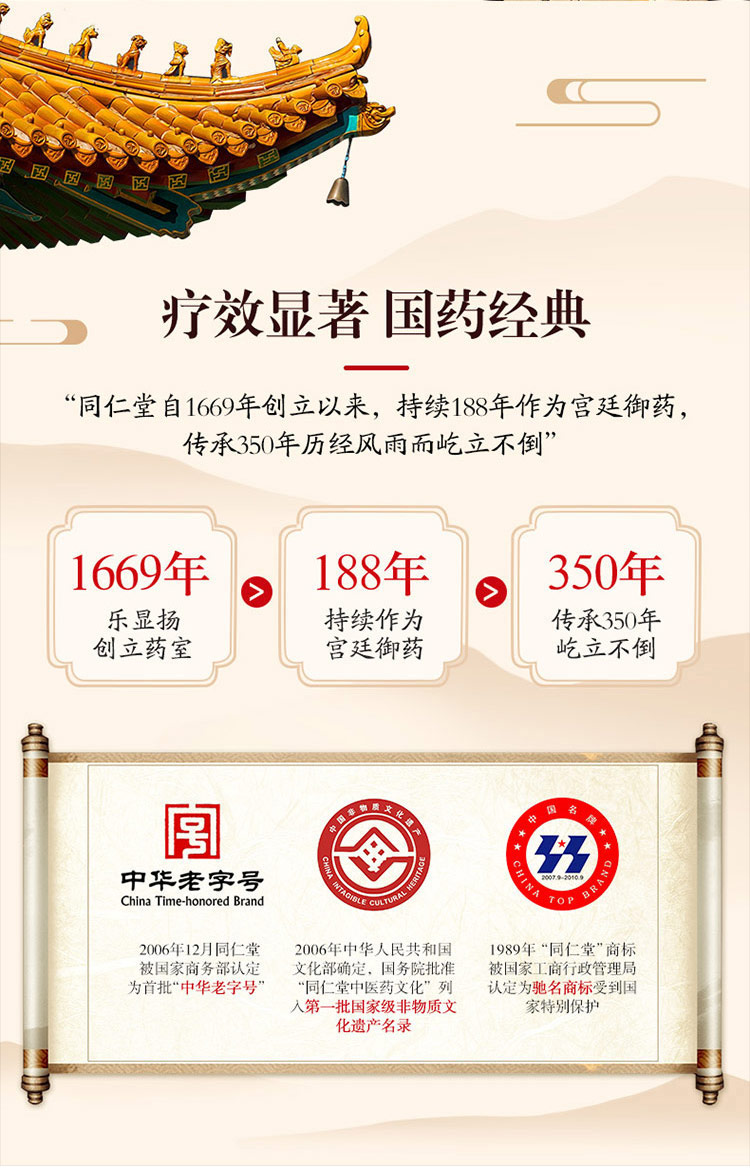 疗效显著 国药经典
“同仁堂自1669年创立以来，持续188年作为宫廷御药，
传承350年历经风雨而屹立不倒”
1669年
乐显扬
创立药室
>
188年
持续作为
宫廷御药
>
350年
传承350年
屹立不倒
中华老字号
China Time-honored Brand
2006年12月同仁堂
被国家商务部认定
为首批“中华老字号”
中国非物质文化遗产
CHINA INTAGIBLE CULTURAL HERITAGE
2006年中华人民共和国
文化部确定，国务院批准
“同仁堂中医药文化”列
入第一批国家级非物质文
化遗产名录
中国名牌
2007.9-2010.9
CHINA TOP BRAND
1989年“同仁堂”商标
被国家工商行政管理局
认定为驰名商标受到国
家特别保护